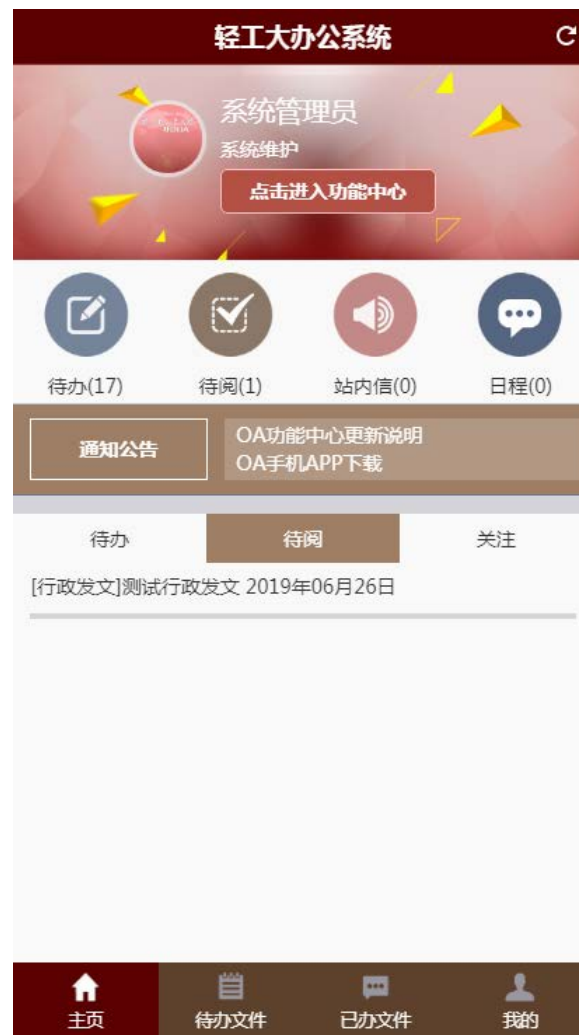 轻工大办公系统
系统管理员
系统维护
点击进入功能中心
待办(17) 待阅(1) 站内信(0) 日程(0)
通知公告
OA功能中心更新说明
OA手机APP下载
待办 待阅 关注
[行政发文]测试行政发文 2019年06月26日
主页 待办文件 已办文件 我的